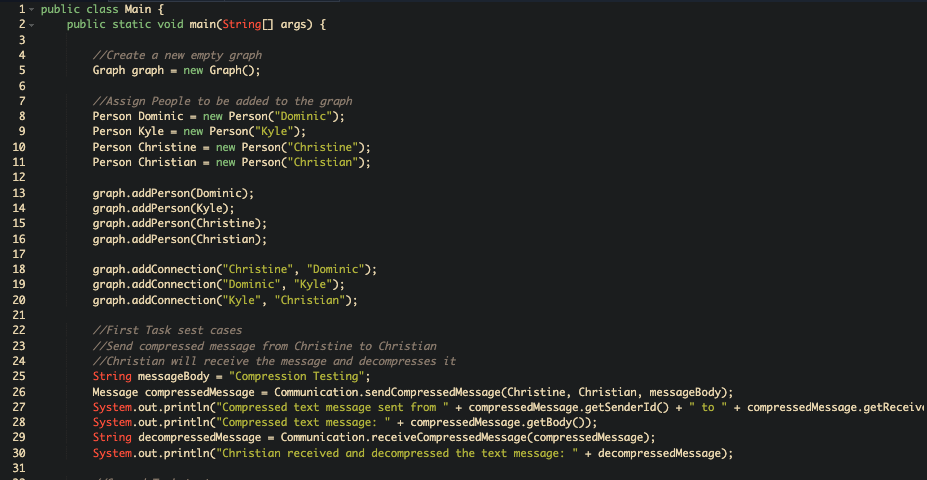 1 public class Main {
2 public static void main(String[] args) {
3
4 //Create a new empty graph
5 Graph graph = new Graph();
6
7 //Assign People to be added to the graph
8 Person Dominic = new Person("Dominic");
9 Person Kyle = new Person("Kyle");
10 Person Christine = new Person("Christine");
11 Person Christian = new Person("Christian");
12
13 graph.addPerson(Dominic);
14 graph.addPerson(Kyle);
15 graph.addPerson(Christine);
16 graph.addPerson(Christian);
17
18 graph.addConnection("Christine", "Dominic");
19 graph.addConnection("Dominic", "Kyle");
20 graph.addConnection("Kyle", "Christian");
21
22 //First Task sest cases
23 //Send compressed message from Christine to Christian
24 //Christian will receive the message and decompresses it
25 String messageBody = "Compression Testing";
26 Message compressedMessage = Communication.sendCompressedMessage(Christine, Christian, messageBody);
27 System.out.println("Compressed text message sent from " + compressedMessage.getSenderId() + " to " + compressedMessage.getReceiv
28 System.out.println("Compressed text message: " + compressedMessage.getBody());
29 String decompressedMessage = Communication.receiveCompressedMessage(compressedMessage);
30 System.out.println("Christian received and decompressed the text message: " + decompressedMessage);
31